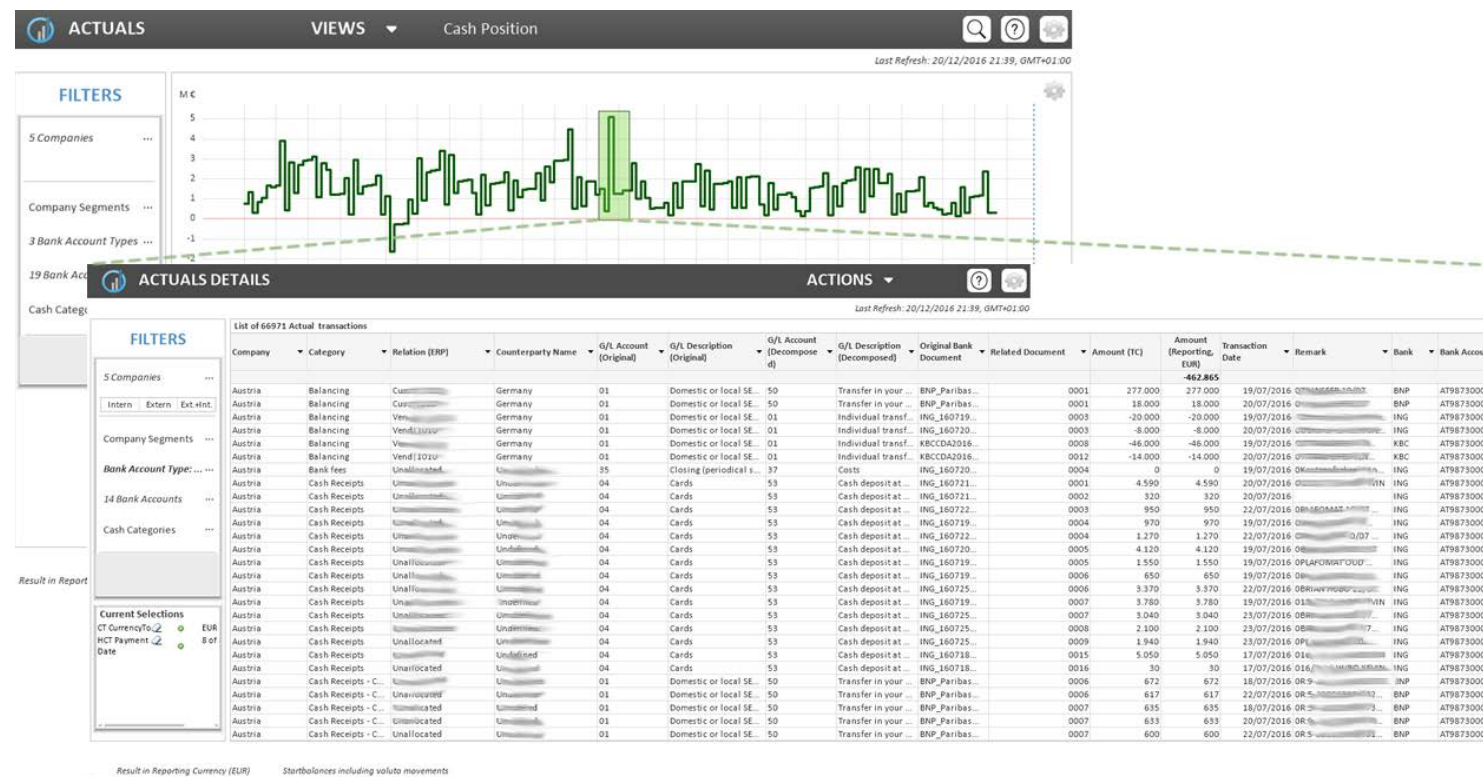 ACTUALS VIEWS Cash Position
Last Refresh: 20/12/2016 21:39, GMT+01:00
FILTERS
5 Companies ...
Company Segments ...
3 Bank Account Types ...
19 Bank Acc
Cash Catego
Result in Report
M €
5
4
3
2
1
0
-1
-2
ACTUALS DETAILS ACTIONS
Last Refresh: 20/12/2016 21:39, GMT+01:00
FILTERS
5 Companies ...
Intern Extern Ext.+Int.
Company Segments ...
Bank Account Type: ... ...
14 Bank Accounts ...
Cash Categories ...
Current Selections
CT CurrencyTo EUR
HCT Payment Date 8 of
List of 66971 Actual transactions
Company Category Relation (ERP) Counterparty Name G/L Account (Original) G/L Description (Original) G/L Account (Decomposed) G/L Description (Decomposed) Original Bank Document Related Document Amount (TC) Amount (Reporting, EUR) Transaction Date Remark Bank Bank Accou
-462.865
Austria Balancing Germany 01 Domestic or local SE... 50 Transfer in your ... BNP_Paribas... 0001 277.000 277.000 19/07/2016 BNP AT9873000
Austria Balancing Germany 01 Domestic or local SE... 50 Transfer in your ... BNP_Paribas... 0001 18.000 18.000 20/07/2016 BNP AT9873000
Austria Balancing Germany 01 Domestic or local SE... 01 Individual transf... ING_160719... 0003 -20.000 -20.000 19/07/2016 ING AT9873000
Austria Balancing Germany 01 Domestic or local SE... 01 Individual transf... ING_160720... 0003 -8.000 -8.000 20/07/2016 ING AT9873000
Austria Balancing Germany 01 Domestic or local SE... 01 Individual transf... KBCCDA2016... 0008 -46.000 -46.000 19/07/2016 KBC AT9873000
Austria Balancing Germany 01 Domestic or local SE... 01 Individual transf... KBCCDA2016... 0012 -14.000 -14.000 20/07/2016 KBC AT9873000
Austria Bank fees 35 Closing (periodical s... 37 Costs ING_160720... 0004 0 0 19/07/2016 ING AT9873000
Austria Cash Receipts 04 Cards 53 Cash deposit at ... ING_160721... 0001 4.590 4.590 20/07/2016 ING AT9873000
Austria Cash Receipts 04 Cards 53 Cash deposit at ... ING_160721... 0002 320 320 20/07/2016 ING AT9873000
Austria Cash Receipts 04 Cards 53 Cash deposit at ... ING_160722... 0003 950 950 22/07/2016 ING AT9873000
Austria Cash Receipts 04 Cards 53 Cash deposit at ... ING_160719... 0004 970 970 19/07/2016 ING AT9873000
Austria Cash Receipts 04 Cards 53 Cash deposit at ... ING_160722... 0004 1.270 1.270 22/07/2016 ING AT9873000
Austria Cash Receipts 04 Cards 53 Cash deposit at ... ING_160720... 0005 4.120 4.120 19/07/2016 ING AT9873000
Austria Cash Receipts 04 Cards 53 Cash deposit at ... ING_160719... 0005 1.550 1.550 19/07/2016 ING AT9873000
Austria Cash Receipts 04 Cards 53 Cash deposit at ... ING_160719... 0006 650 650 19/07/2016 ING AT9873000
Austria Cash Receipts 04 Cards 53 Cash deposit at ... ING_160725... 0006 3.370 3.370 22/07/2016 ING AT9873000
Austria Cash Receipts 04 Cards 53 Cash deposit at ... ING_160719... 0007 3.780 3.780 19/07/2016 ING AT9873000
Austria Cash Receipts 04 Cards 53 Cash deposit at ... ING_160725... 0007 3.040 3.040 23/07/2016 ING AT9873000
Austria Cash Receipts 04 Cards 53 Cash deposit at ... ING_160725... 0008 2.100 2.100 23/07/2016 ING AT9873000
Austria Cash Receipts Unallocated 04 Cards 53 Cash deposit at ... ING_160725... 0009 1.940 1.940 23/07/2016 ING AT9873000
Austria Cash Receipts Undefined 04 Cards 53 Cash deposit at ... ING_160718... 0015 5.050 5.050 17/07/2016 ING AT9873000
Austria Cash Receipts Unallocated 04 Cards 53 Cash deposit at ... ING_160718... 0016 30 30 17/07/2016 ING AT9873000
Austria Cash Receipts - C... 01 Domestic or local SE... 50 Transfer in your ... BNP_Paribas... 0006 672 672 18/07/2016 BNP AT9873000
Austria Cash Receipts - C... Unallocated 01 Domestic or local SE... 50 Transfer in your ... BNP_Paribas... 0006 617 617 22/07/2016 BNP AT9873000
Austria Cash Receipts - C... 01 Domestic or local SE... 50 Transfer in your ... BNP_Paribas... 0007 635 635 18/07/2016 BNP AT9873000
Austria Cash Receipts - C... Unallocated 01 Domestic or local SE... 50 Transfer in your ... BNP_Paribas... 0007 633 633 20/07/2016 BNP AT9873000
Austria Cash Receipts - C... Unallocated 01 Domestic or local SE... 50 Transfer in your ... BNP_Paribas... 0007 600 600 22/07/2016 BNP AT9873000
Result in Reporting Currency (EUR) Startbalances including valuta movements